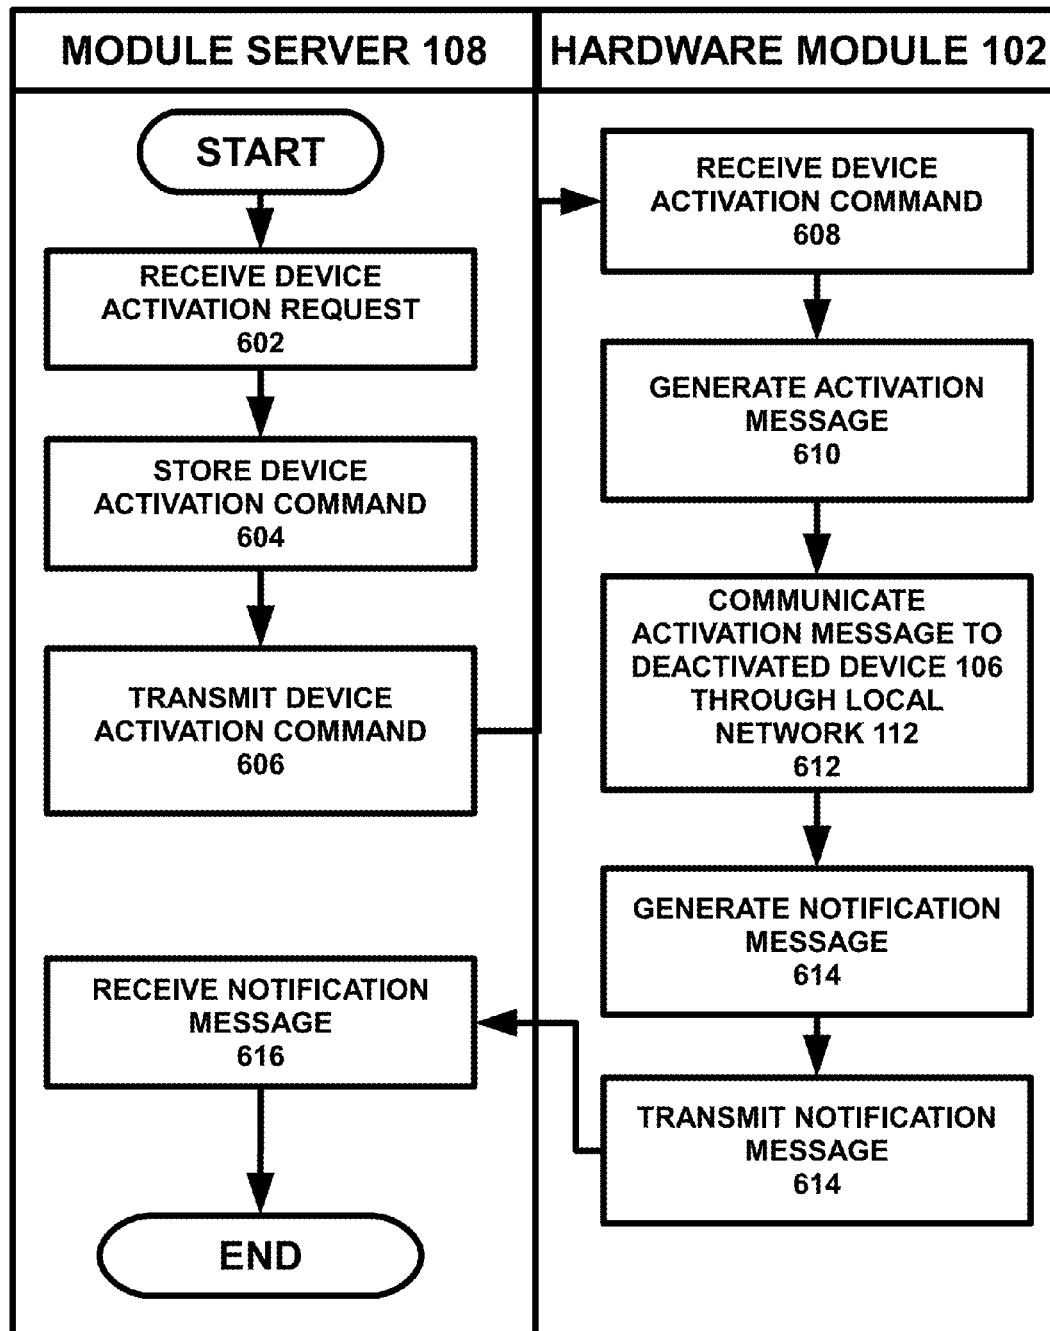 MODULE SERVER 108
HARDWARE MODULE 102
START
RECEIVE DEVICE
ACTIVATION REQUEST
602
STORE DEVICE
ACTIVATION COMMAND
604
TRANSMIT DEVICE
ACTIVATION COMMAND
606
RECEIVE DEVICE
ACTIVATION COMMAND
608
GENERATE ACTIVATION
MESSAGE
610
COMMUNICATE
ACTIVATION MESSAGE TO
DEACTIVATED DEVICE 106
THROUGH LOCAL
NETWORK 112
612
GENERATE NOTIFICATION
MESSAGE
614
TRANSMIT NOTIFICATION
MESSAGE
614
RECEIVE NOTIFICATION
MESSAGE
616
END